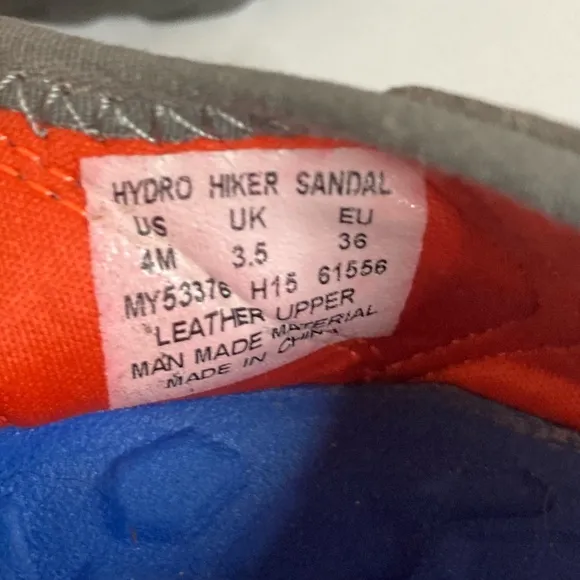 HYDRO HIKER SANDAL
US UK EU
4M 3.5 36
MY53376 H15 61556
LEATHER UPPER
MAN MADE MATERIAL
MADE IN CHINA